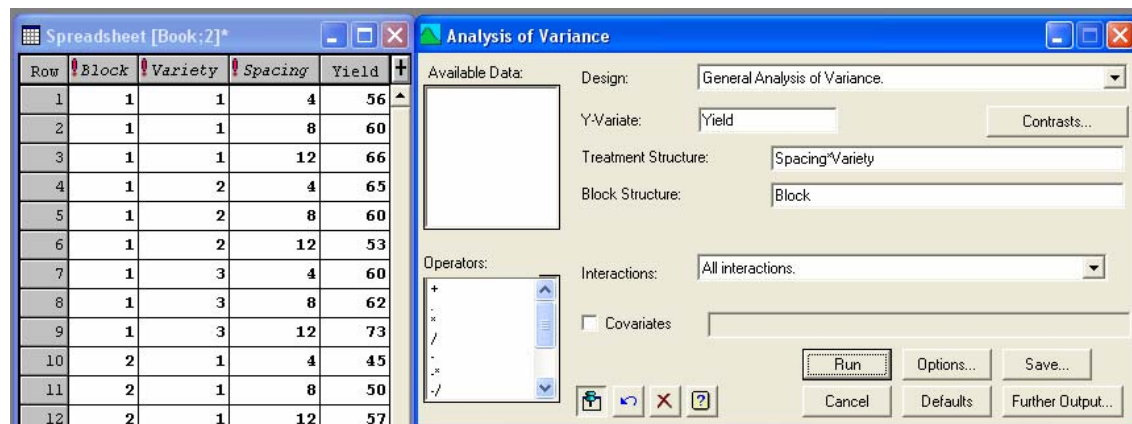 Spreadsheet [Book;2]*
Row ! Block ! Variety ! Spacing Yield +
1 1 1 4 56
2 1 1 8 60
3 1 1 12 66
4 1 2 4 65
5 1 2 8 60
6 1 2 12 53
7 1 3 4 60
8 1 3 8 62
9 1 3 12 73
10 2 1 4 45
11 2 1 8 50
12 2 1 12 57
Analysis of Variance
Available Data:
Design: General Analysis of Variance.
Y-Variate: Yield Contrasts...
Treatment Structure: Spacing*Variety
Block Structure: Block
Operators:
+
.
*
/
-
-*
-/
Interactions: All interactions.
Covariates
Run Options... Save...
Cancel Defaults Further Output...